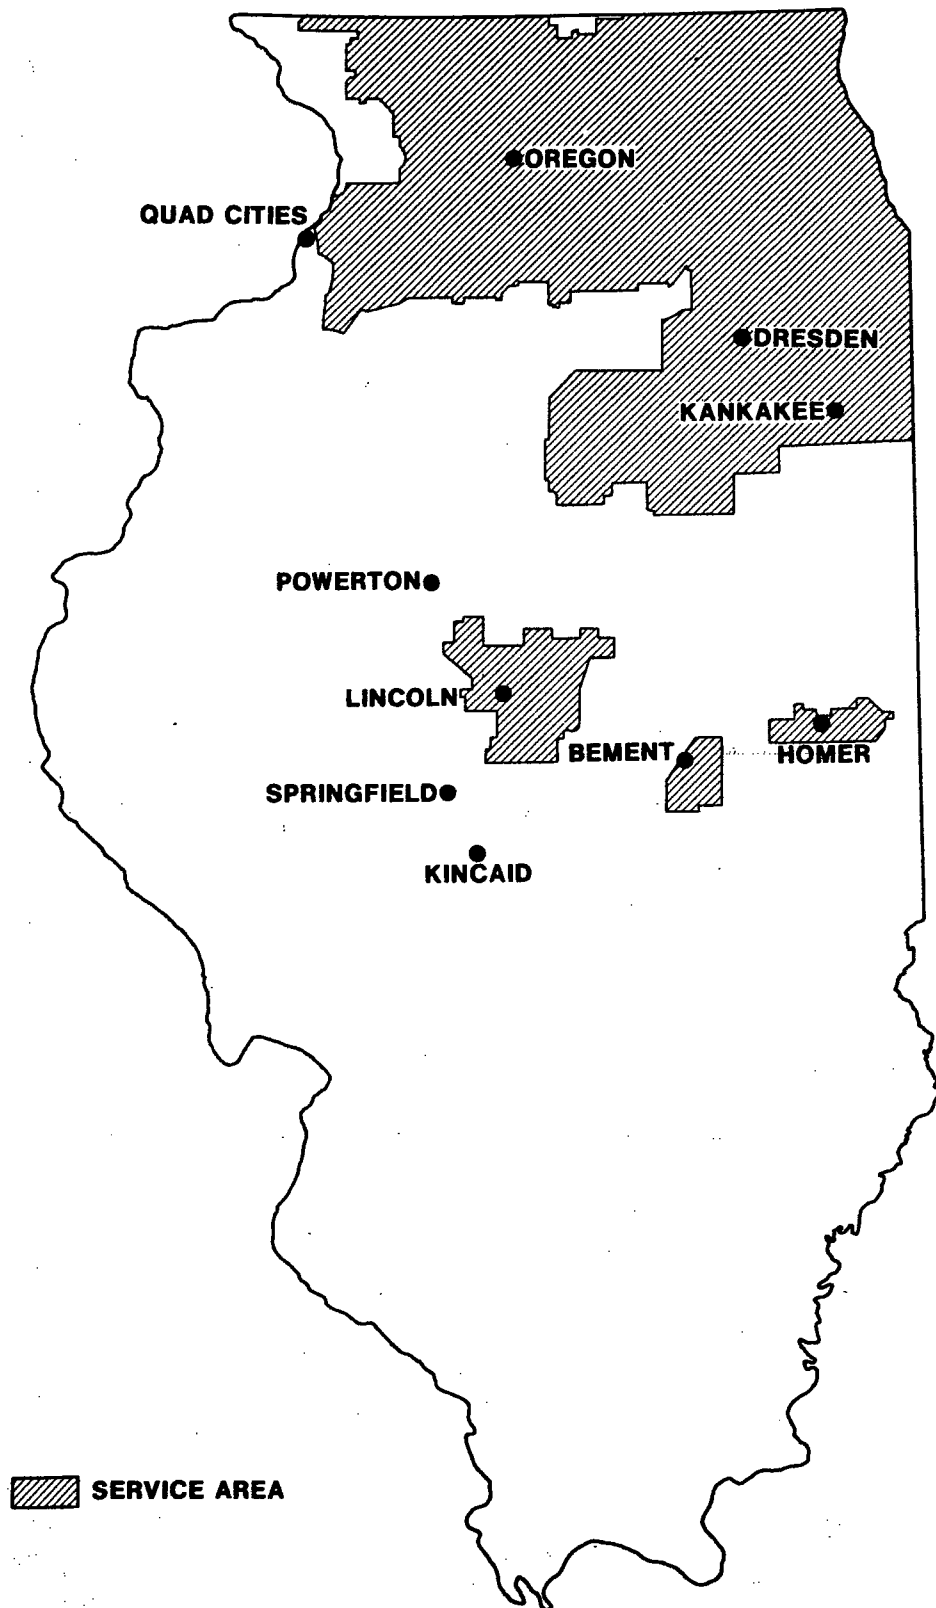 OREGON
QUAD CITIES
DRESDEN
KANKAKEE
POWERTON
LINCOLN
BEMENT
HOMER
SPRINGFIELD
KINCAID
SERVICE AREA